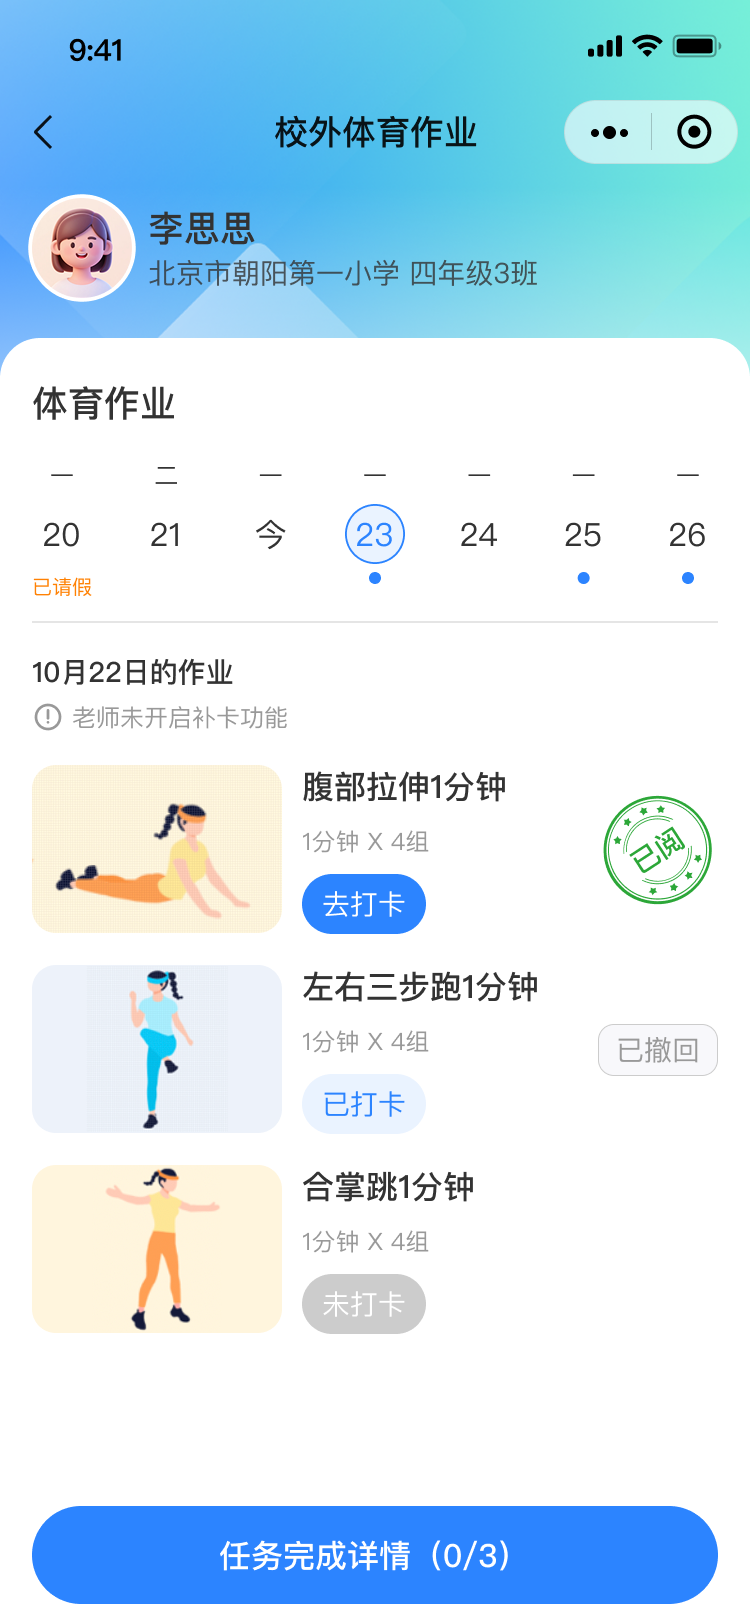 9:41
校外体育作业
李思思
北京市朝阳第一小学 四年级3班
体育作业
一 二 一 一 一 一 一
20 21 今 23 24 25 26
已请假
10月22日的作业
老师未开启补卡功能
腹部拉伸1分钟
1分钟 X 4组
去打卡
已阅
左右三步跑1分钟
1分钟 X 4组
已打卡
已撤回
合掌跳1分钟
1分钟 X 4组
未打卡
任务完成详情（0/3）